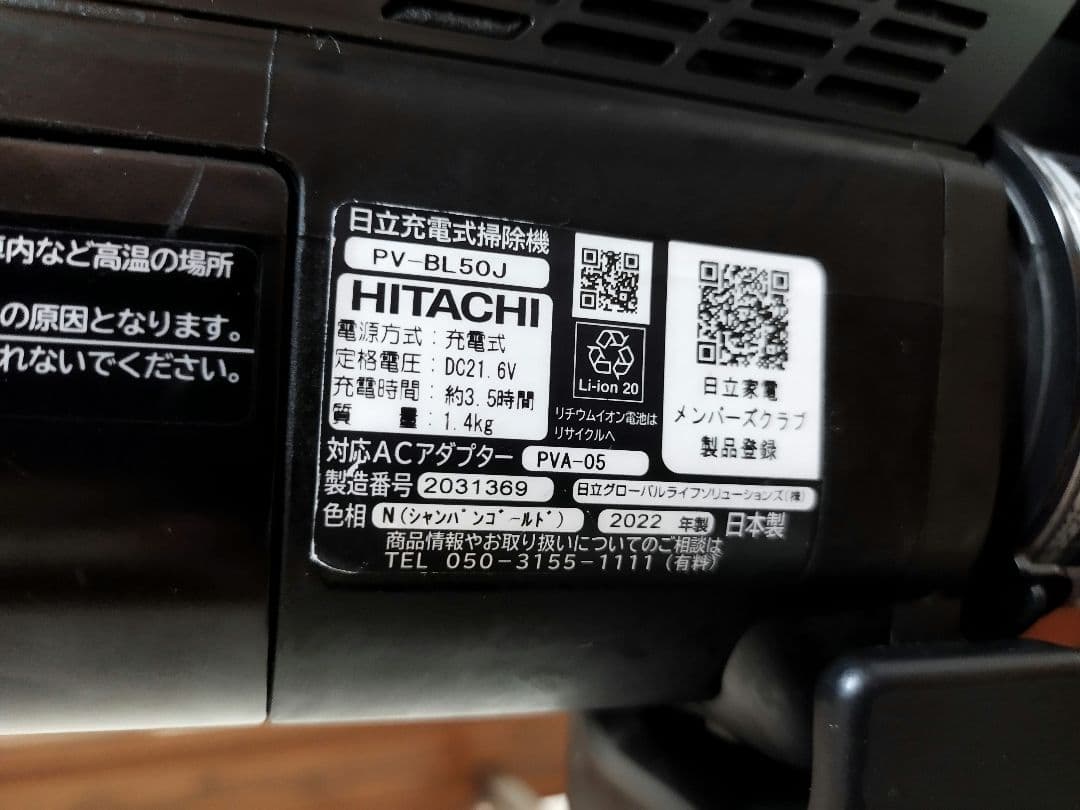 車内など高温の場所
の原因となります。
れないでください。
日立充電式掃除機
PV-BL50J
HITACHI
電源方式：充電式
定格電圧：DC21.6V
充電時間：約3.5時間
質　　量：1.4kg
Li-ion 20
リチウムイオン電池は
リサイクルへ
日立家電
メンバーズクラブ
製品登録
対応ACアダプター PVA-05
製造番号 2031369 日立グローバルライフソリューションズ(株)
色相 N(シャンパンゴールド) 2022 年製 日本製
商品情報やお取り扱いについてのご相談は
TEL 050-3155-1111(有料)